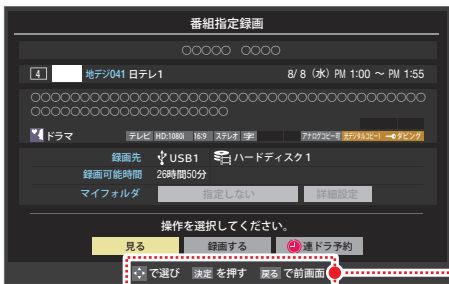 番組指定録画
○○○○○ ○○○○
4 地デジ041 日テレ1 8/ 8（水）PM 1:00 ～ PM 1:55
○○○○○○○○○○○○○○○○○○○○○○○○○○○○○○○○○○○○○○
○○○○○○○○○○○○○○○○○○○
ドラマ テレビ HD:1080i 16:9 ステレオ 字 アナログコピー可 光デジタルコピー1 ダビング
録画先 USB1 ハードディスク 1
録画可能時間 26時間50分
マイフォルダ 指定しない 詳細設定
操作を選択してください。
見る 録画する 連ドラ予約
で選び 決定 を押す 戻る で前画面